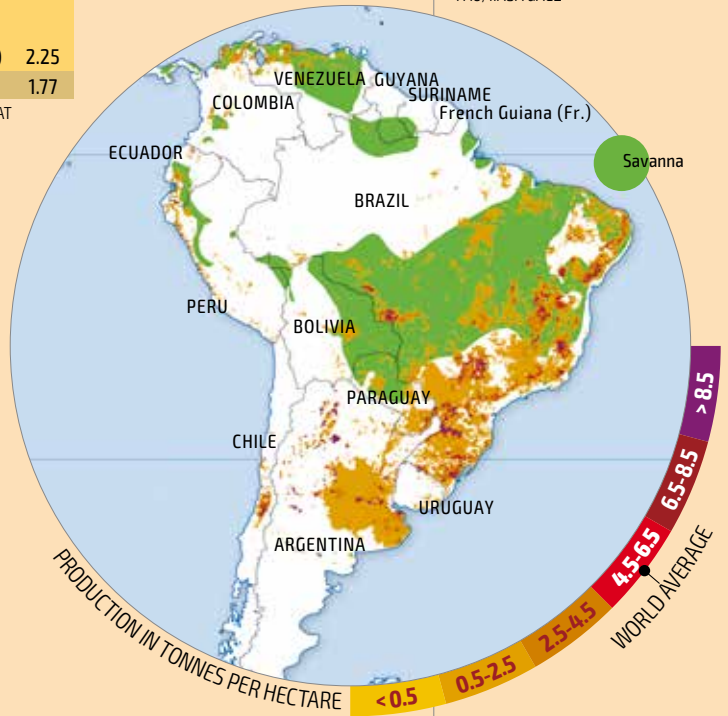 2.25
1.77
AT
VENEZUELA
GUYANA
SURINAME
French Guiana (Fr.)
COLOMBIA
ECUADOR
Savanna
BRAZIL
PERU
BOLIVIA
PARAGUAY
CHILE
URUGUAY
ARGENTINA
PRODUCTION IN TONNES PER HECTARE
< 0.5
0.5-2.5
2.5-4.5
4.5-6.5
6.5-8.5
> 8.5
WORLD AVERAGE